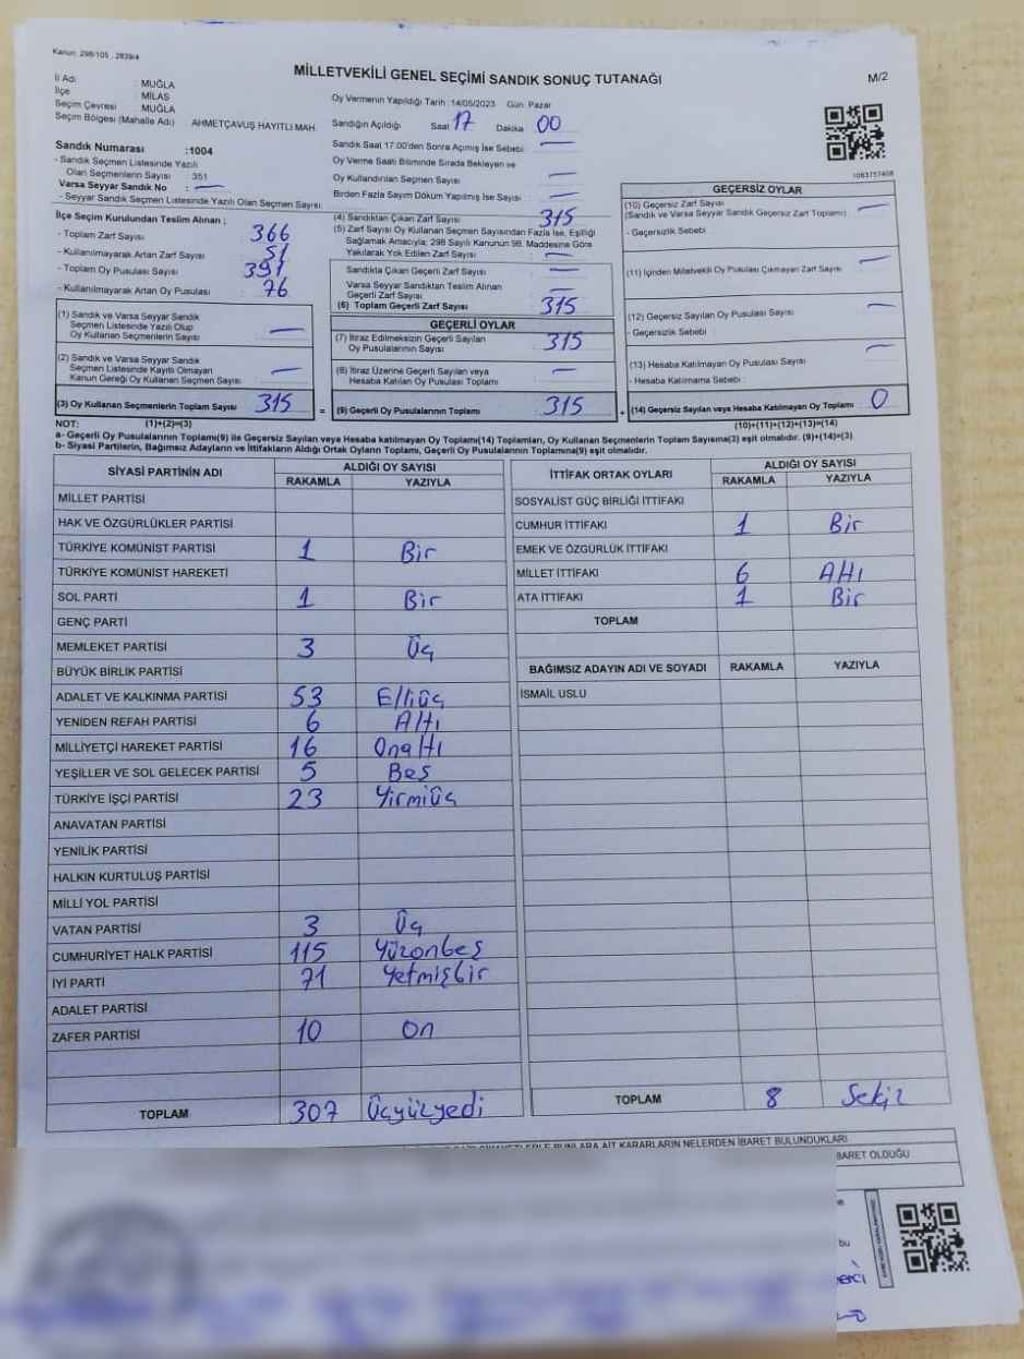 Kanun: 298/105 , 2839/4
MİLLETVEKİLİ GENEL SEÇİMİ SANDIK SONUÇ TUTANAĞI
M/2
İl Adı : MUĞLA
İlçe : MİLAS
Seçim Çevresi : MUĞLA
Seçim Bölgesi (Mahalle Adı) : AHMETÇAVUŞ HAYITLI MAH.
Oy Vermenin Yapıldığı Tarih : 14/05/2023 Gün: Pazar
Sandığın Açıldığı Saat 17 Dakika 00
Sandık Saat 17.00'den Sonra Açımış İse Sebebi : —
Oy Verme Saati Bitiminde Sırada Bekleyen ve
Oy Kullandırılan Seçmen Sayısı —
Birden Fazla Sayım Döküm Yapılmış İse Sayısı —
1083757408
Sandık Numarası :1004
- Sandık Seçmen Listesinde Yazılı
Olan Seçmenlerin Sayısı : 351
Varsa Seyyar Sandık No : —
- Seyyar Sandık Seçmen Listesinde Yazılı Olan Seçmen Sayısı:
İlçe Seçim Kurulundan Teslim Alınan ;
- Toplam Zarf Sayısı : 366
- Kullanılmayarak Artan Zarf Sayısı : 51
- Toplam Oy Pusulası Sayısı : 391
- Kullanılmayarak Artan Oy Pusulası : 76
(1) Sandık ve Varsa Seyyar Sandık
Seçmen Listesinde Yazılı Olup
Oy Kullanan Seçmenlerin Sayısı —
(2) Sandık ve Varsa Seyyar Sandık
Seçmen Listesinde Kayıtlı Olmayan
Kanun Gereği Oy Kullanan Seçmen Sayısı —
(3) Oy Kullanan Seçmenlerin Toplam Sayısı 315 =
(4) Sandıktan Çıkan Zarf Sayısı 315
(5) Zarf Sayısı Oy Kullanan Seçmen Sayısından Fazla İse, Eşitliği
Sağlamak Amacıyla; 298 Sayılı Kanunun 98. Maddesine Göre
Yakılarak Yok Edilen Zarf Sayısı : —
Sandıkta Çıkan Geçerli Zarf Sayısı —
Varsa Seyyar Sandıktan Teslim Alınan
Geçerli Zarf Sayısı —
(6) Toplam Geçerli Zarf Sayısı 315
GEÇERLİ OYLAR
(7) İtiraz Edilmeksizin Geçerli Sayılan
Oy Pusulalarının Sayısı 315
(8) İtiraz Üzerine Geçerli Sayılan veya
Hesaba Katılan Oy Pusulası Toplamı —
(9) Geçerli Oy Pusulalarının Toplamı 315 +
GEÇERSİZ OYLAR
(10) Geçersiz Zarf Sayısı —
(Sandık ve Varsa Seyyar Sandık Geçersiz Zarf Toplamı)
- Geçersizlik Sebebi :
(11) İçinden Milletvekili Oy Pusulası Çıkmayan Zarf Sayısı —
(12) Geçersiz Sayılan Oy Pusulası Sayısı —
- Geçersizlik Sebebi :
(13) Hesaba Katılmayan Oy Pusulası Sayısı —
- Hesaba Katılmama Sebebi :
(14) Geçersiz Sayılan veya Hesaba Katılmayan Oy Toplamı 0
NOT: (1)+(2)=(3) (10)+(11)+(12)+(13)=(14)
a- Geçerli Oy Pusulalarının Toplamı(9) ile Geçersiz Sayılan veya Hesaba katılmayan Oy Toplamı(14) Toplamları, Oy Kullanan Seçmenlerin Toplam Sayısına(3) eşit olmalıdır. (9)+(14)=(3)
b- Siyasi Partilerin, Bağımsız Adayların ve İttifakların Aldığı Ortak Oyların Toplamı, Geçerli Oy Pusulalarının Toplamına(9) eşit olmalıdır.
SİYASİ PARTİNİN ADI ALDIĞI OY SAYISI
RAKAMLA YAZIYLA
MİLLET PARTİSİ
HAK VE ÖZGÜRLÜKLER PARTİSİ
TÜRKİYE KOMÜNİST PARTİSİ 1 Bir
TÜRKİYE KOMÜNİST HAREKETİ
SOL PARTİ 1 Bir
GENÇ PARTİ
MEMLEKET PARTİSİ 3 Üç
BÜYÜK BİRLİK PARTİSİ
ADALET VE KALKINMA PARTİSİ 53 Elliüç
YENİDEN REFAH PARTİSİ 6 Altı
MİLLİYETÇİ HAREKET PARTİSİ 16 Onaltı
YEŞİLLER VE SOL GELECEK PARTİSİ 5 Beş
TÜRKİYE İŞÇİ PARTİSİ 23 Yirmiüç
ANAVATAN PARTİSİ
YENİLİK PARTİSİ
HALKIN KURTULUŞ PARTİSİ
MİLLİ YOL PARTİSİ
VATAN PARTİSİ 3 Üç
CUMHURİYET HALK PARTİSİ 115 Yüzonbeş
İYİ PARTİ 71 Yetmişbir
ADALET PARTİSİ
ZAFER PARTİSİ 10 On
TOPLAM 307 Üçyüzyedi
İTTİFAK ORTAK OYLARI ALDIĞI OY SAYISI
RAKAMLA YAZIYLA
SOSYALİST GÜÇ BİRLİĞİ İTTİFAKI
CUMHUR İTTİFAKI 1 Bir
EMEK VE ÖZGÜRLÜK İTTİFAKI
MİLLET İTTİFAKI 6 Altı
ATA İTTİFAKI 1 Bir
TOPLAM
BAĞIMSIZ ADAYIN ADI VE SOYADI RAKAMLA YAZIYLA
İSMAİL USLU
TOPLAM 8 Sekiz
BUNLARA AİT KARARLARIN NELERDEN İBARET BULUNDUKLARI
BARET OLDUĞU
bu